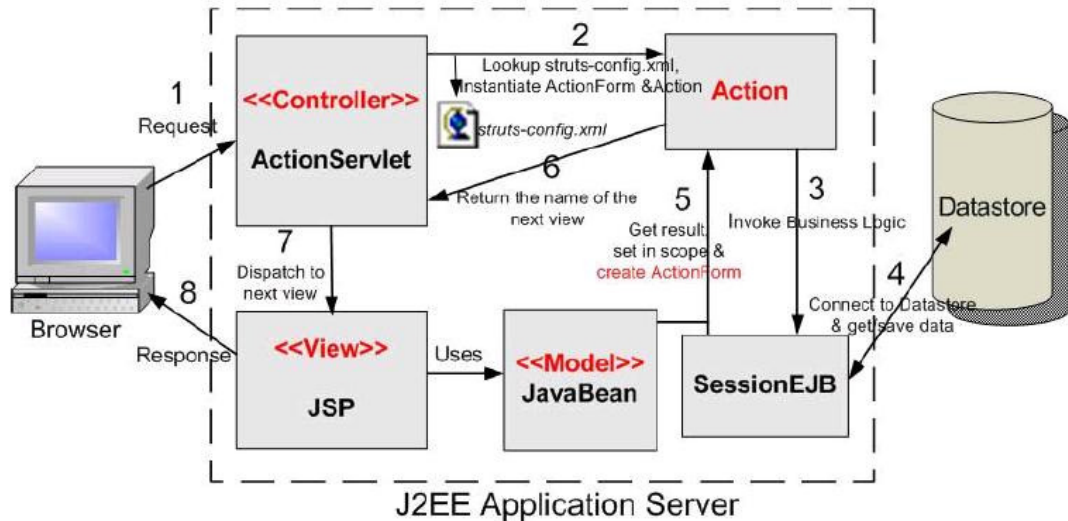 1
Request
Browser
<<Controller>>
ActionServlet
2
Lookup struts-config.xml,
Instantiate ActionForm &Action
struts-config.xml
Action
6
Return the name of the
next view
5
Get result,
set in scope &
create ActionForm
3
Invoke Business Logic
Datastore
4
Connect to Datastore
& get/save data
7
Dispatch to
next view
8
Response
<<View>>
JSP
Uses
<<Model>>
JavaBean
SessionEJB
J2EE Application Server